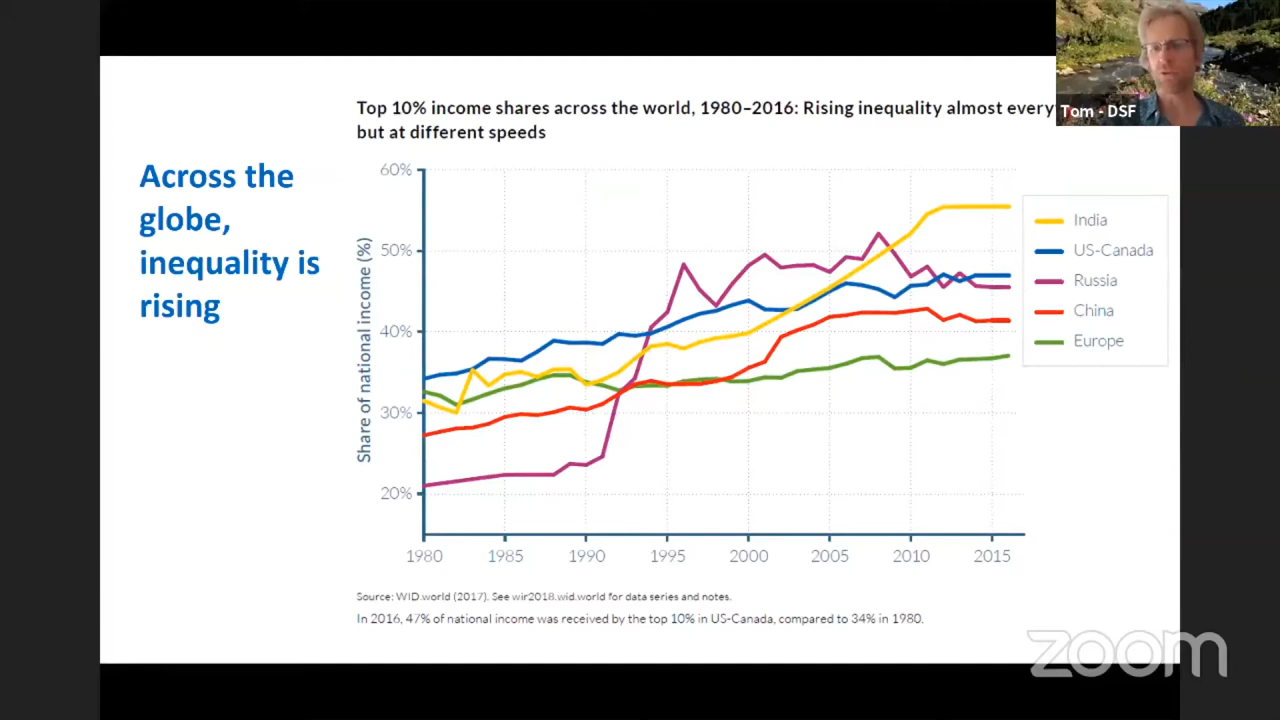 Tom - DSF
Top 10% income shares across the world, 1980–2016: Rising inequality almost every
but at different speeds
Across the
globe,
inequality is
rising
Share of national income (%)
60%
50%
40%
30%
20%
1980 1985 1990 1995 2000 2005 2010 2015
India
US-Canada
Russia
China
Europe
Source: WID.world (2017). See wir2018.wid.world for data series and notes.
In 2016, 47% of national income was received by the top 10% in US-Canada, compared to 34% in 1980.
zoom